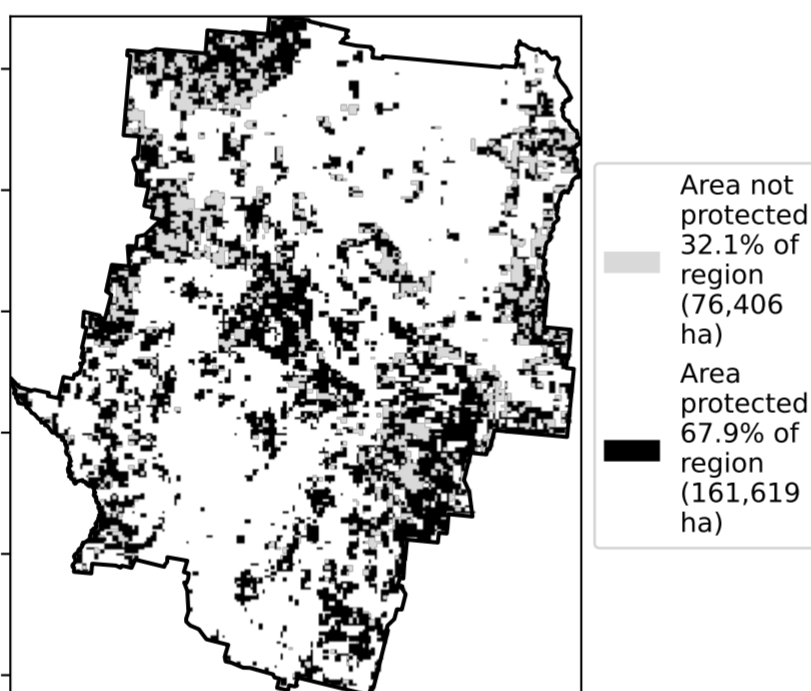 Area not
protected
32.1% of
region
(76,406
ha)
Area
protected
67.9% of
region
(161,619
ha)